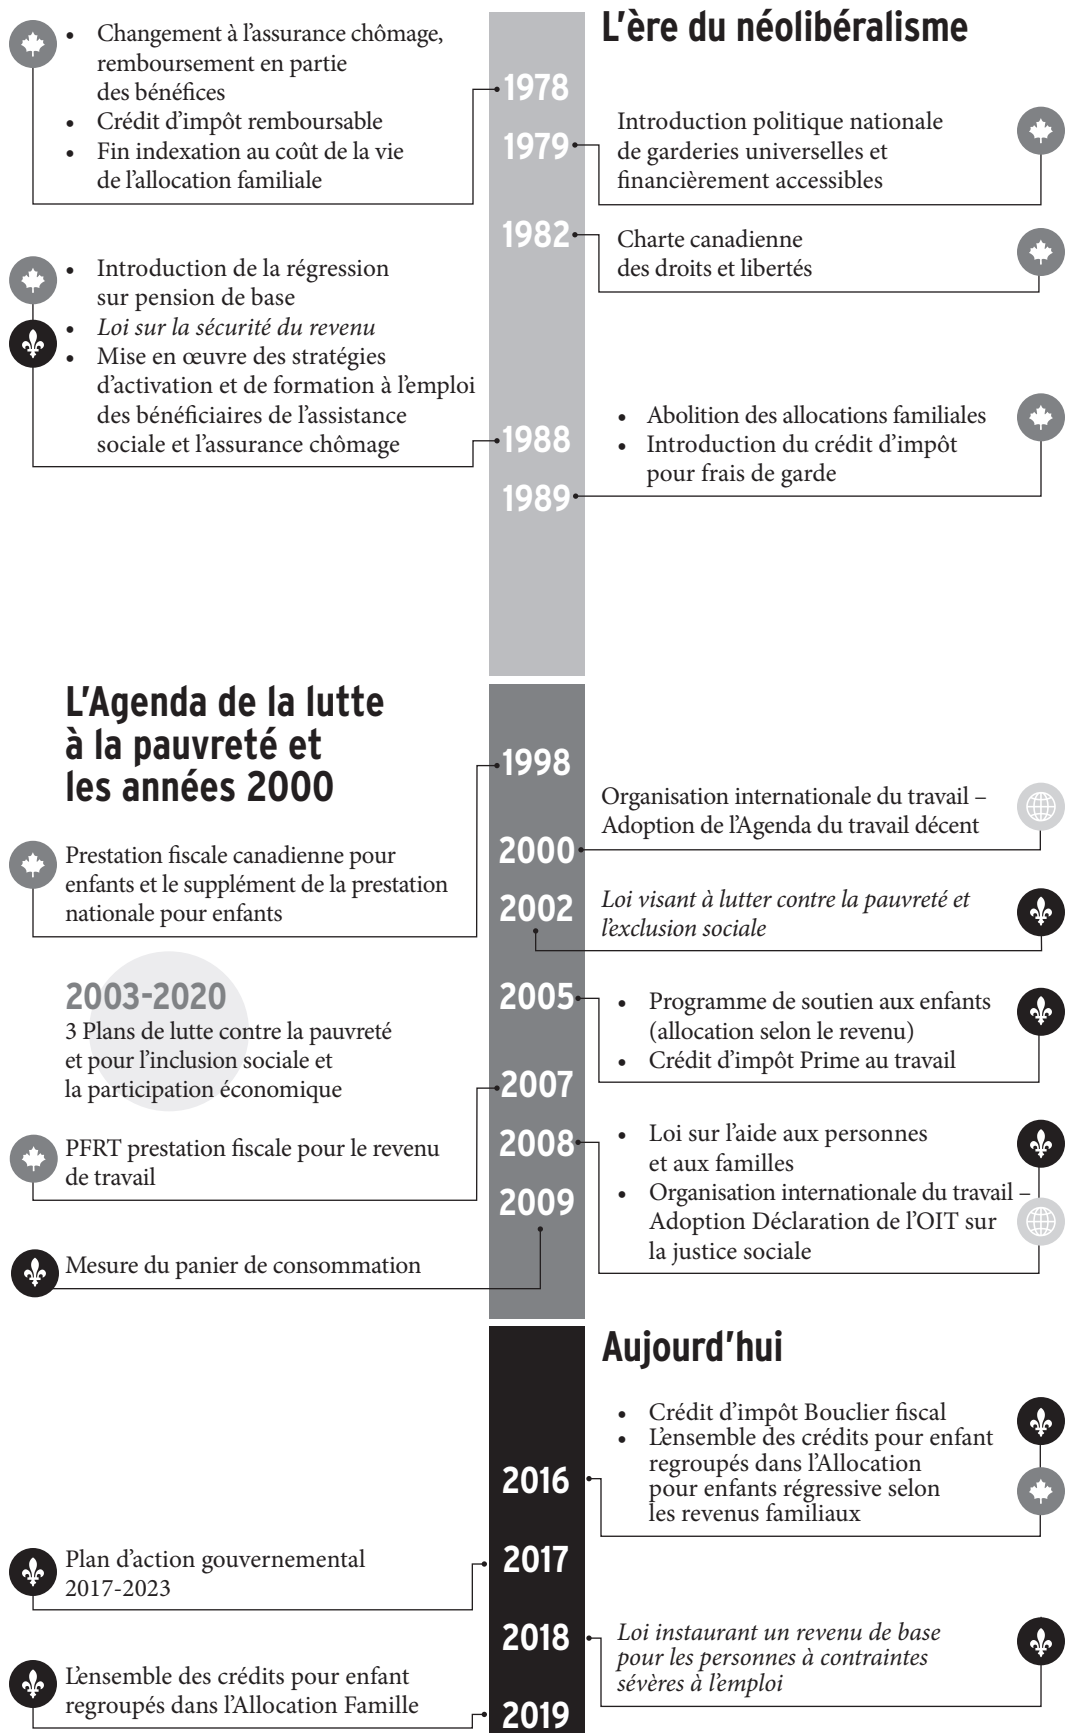 L'ère du néolibéralisme
1978
• Changement à l'assurance chômage,
remboursement en partie
des bénéfices
• Crédit d'impôt remboursable
• Fin indexation au coût de la vie
de l'allocation familiale
1979
Introduction politique nationale
de garderies universelles et
financièrement accessibles
1982
Charte canadienne
des droits et libertés
• Introduction de la régression
sur pension de base
• Loi sur la sécurité du revenu
• Mise en œuvre des stratégies
d'activation et de formation à l'emploi
des bénéficiaires de l'assistance
sociale et l'assurance chômage
1988
• Abolition des allocations familiales
• Introduction du crédit d'impôt
pour frais de garde
1989
L'Agenda de la lutte
à la pauvreté et
les années 2000
1998
Prestation fiscale canadienne pour
enfants et le supplément de la prestation
nationale pour enfants
Organisation internationale du travail –
Adoption de l'Agenda du travail décent
2000
2002
Loi visant à lutter contre la pauvreté et
l'exclusion sociale
2003-2020
3 Plans de lutte contre la pauvreté
et pour l'inclusion sociale et
la participation économique
2005
• Programme de soutien aux enfants
(allocation selon le revenu)
• Crédit d'impôt Prime au travail
2007
PFRT prestation fiscale pour le revenu
de travail
2008
• Loi sur l'aide aux personnes
et aux familles
• Organisation internationale du travail –
Adoption Déclaration de l'OIT sur
la justice sociale
2009
Mesure du panier de consommation
Aujourd'hui
• Crédit d'impôt Bouclier fiscal
• L'ensemble des crédits pour enfant
regroupés dans l'Allocation
pour enfants régressive selon
les revenus familiaux
2016
2017
Plan d'action gouvernemental
2017-2023
2018
Loi instaurant un revenu de base
pour les personnes à contraintes
sévères à l'emploi
L'ensemble des crédits pour enfant
regroupés dans l'Allocation Famille
2019